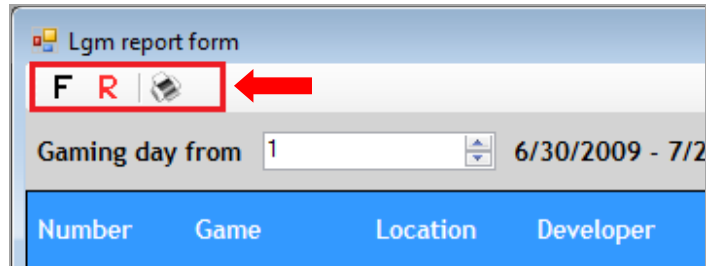 Lgm report form
F R
Gaming day from 1 6/30/2009 - 7/2
Number Game Location Developer